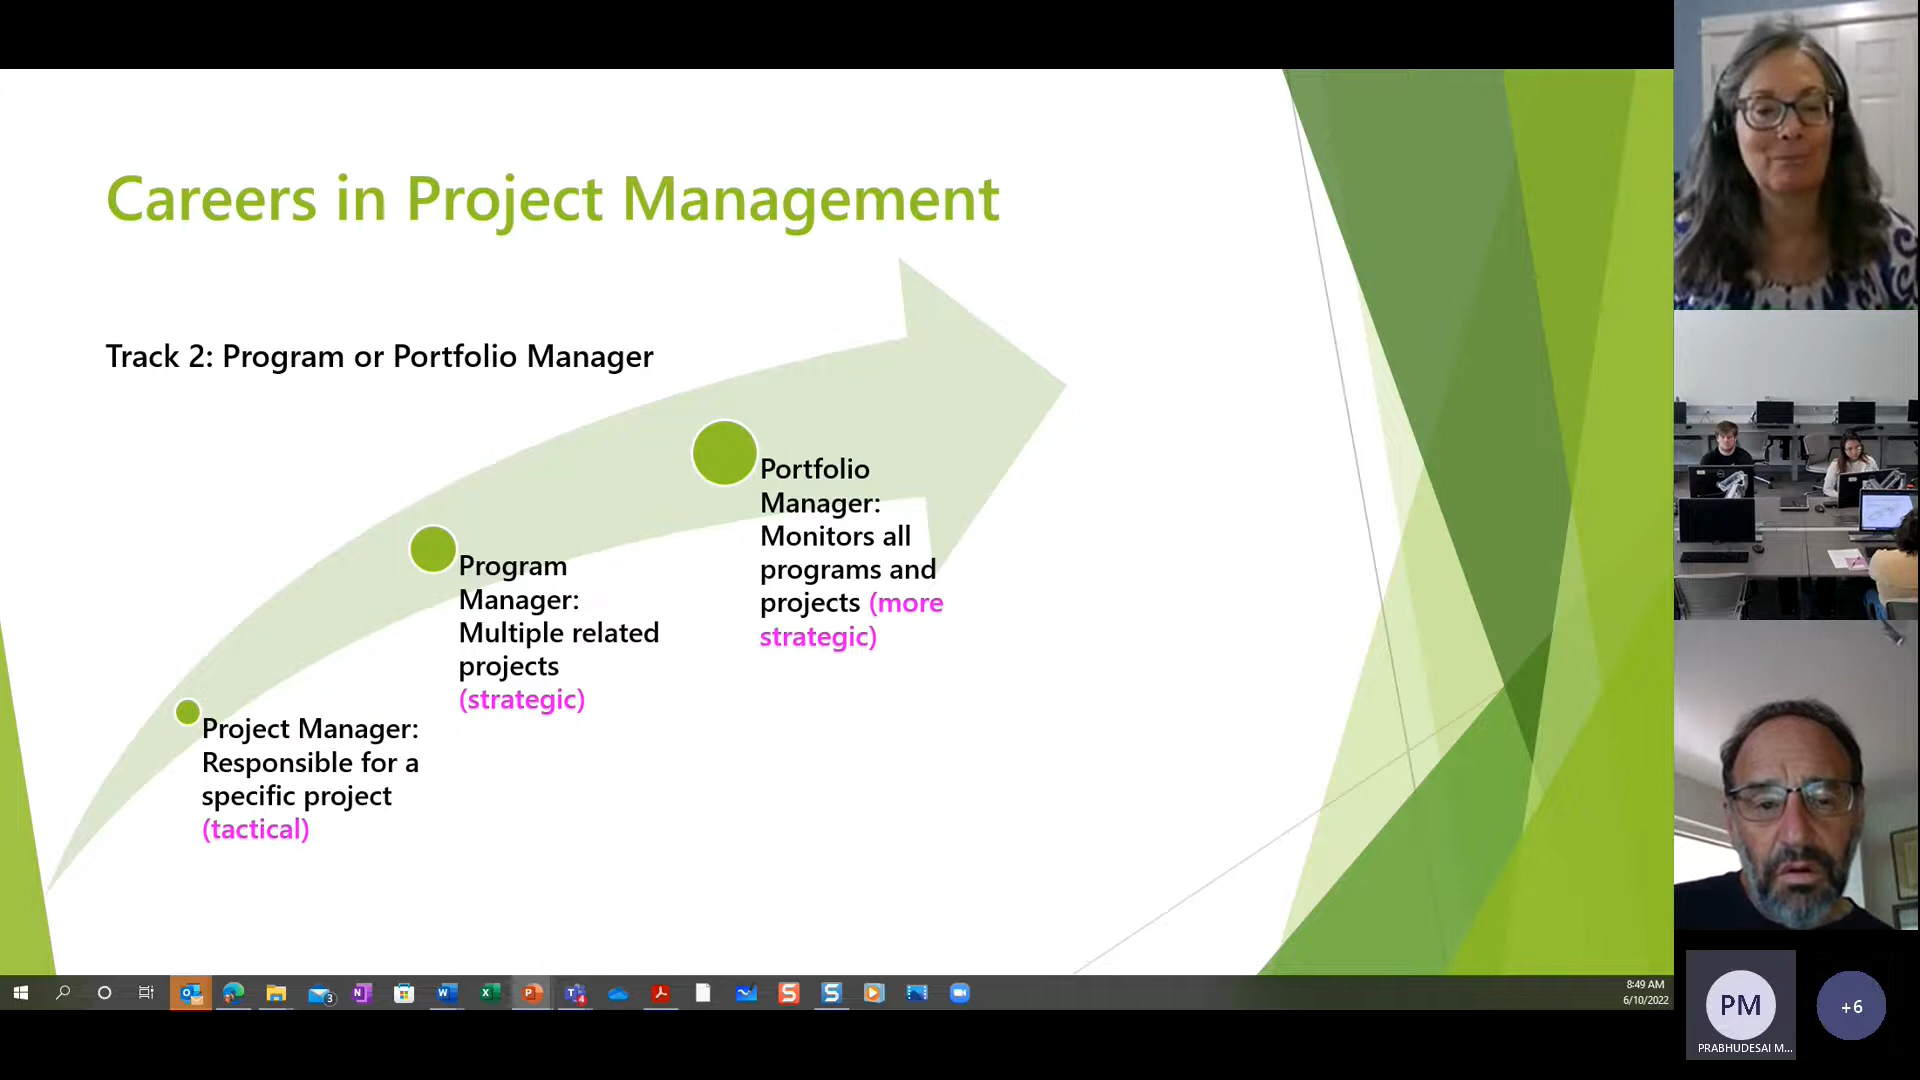 Careers in Project Management
Track 2: Program or Portfolio Manager
Portfolio
Manager:
Monitors all
programs and
projects (more
strategic)
Program
Manager:
Multiple related
projects
(strategic)
Project Manager:
Responsible for a
specific project
(tactical)
8:49 AM
6/10/2022
3
4
PM
PRABHUDESAI M...
+6